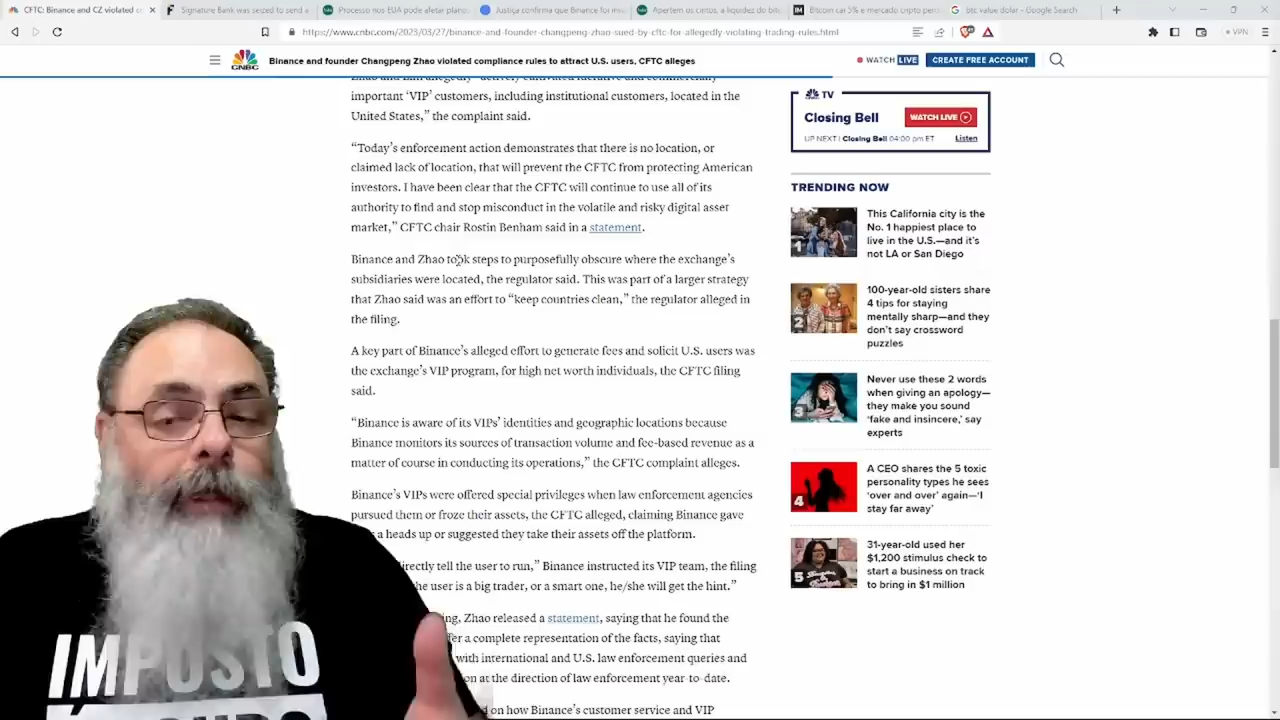 CFTC: Binance and CZ violated c
Signature Bank was seized to send a
Processo nos EUA pode afetar planos
Justiça confirma que Binance foi inv
Apertem os cintos, a liquidez do bitc
Bitcoin cai 5% e mercado cripto perd
btc value dolar - Google Search
https://www.cnbc.com/2023/03/27/binance-and-founder-changpeng-zhao-sued-by-cftc-for-allegedly-violating-trading-rules.html
VPN
CNBC
Binance and founder Changpeng Zhao violated compliance rules to attract U.S. users, CFTC alleges
WATCH LIVE
CREATE FREE ACCOUNT
Zhao and Lim allegedly “actively cultivated lucrative and commercially
important ‘VIP’ customers, including institutional customers, located in the
United States,” the complaint said.
“Today’s enforcement action demonstrates that there is no location, or
claimed lack of location, that will prevent the CFTC from protecting American
investors. I have been clear that the CFTC will continue to use all of its
authority to find and stop misconduct in the volatile and risky digital asset
market,” CFTC chair Rostin Benham said in a statement.
Binance and Zhao took steps to purposefully obscure where the exchange’s
subsidiaries were located, the regulator said. This was part of a larger strategy
that Zhao said was an effort to “keep countries clean,” the regulator alleged in
the filing.
A key part of Binance’s alleged effort to generate fees and solicit U.S. users was
the exchange’s VIP program, for high net worth individuals, the CFTC filing
said.
“Binance is aware of its VIPs’ identities and geographic locations because
Binance monitors its sources of transaction volume and fee-based revenue as a
matter of course in conducting its operations,” the CFTC complaint alleges.
Binance’s VIPs were offered special privileges when law enforcement agencies
pursued them or froze their assets, the CFTC alleged, claiming Binance gave
a heads up or suggested they take their assets off the platform.
directly tell the user to run,” Binance instructed its VIP team, the filing
he user is a big trader, or a smart one, he/she will get the hint.”
ing, Zhao released a statement, saying that he found the
fer a complete representation of the facts, saying that
with international and U.S. law enforcement queries and
on at the direction of law enforcement year-to-date.
on how Binance’s customer service and VIP
TV
Closing Bell
WATCH LIVE
UP NEXT | Closing Bell 04:00 pm ET
Listen
TRENDING NOW
1
This California city is the
No. 1 happiest place to
live in the U.S.—and it’s
not LA or San Diego
2
100-year-old sisters share
4 tips for staying
mentally sharp—and they
don’t say crossword
puzzles
3
Never use these 2 words
when giving an apology—
they make you sound
‘fake and insincere,’ say
experts
4
A CEO shares the 5 toxic
personality types he sees
‘over and over’ again—‘I
stay far away’
5
31-year-old used her
$1,200 stimulus check to
start a business on track
to bring in $1 million
IMPOSTO